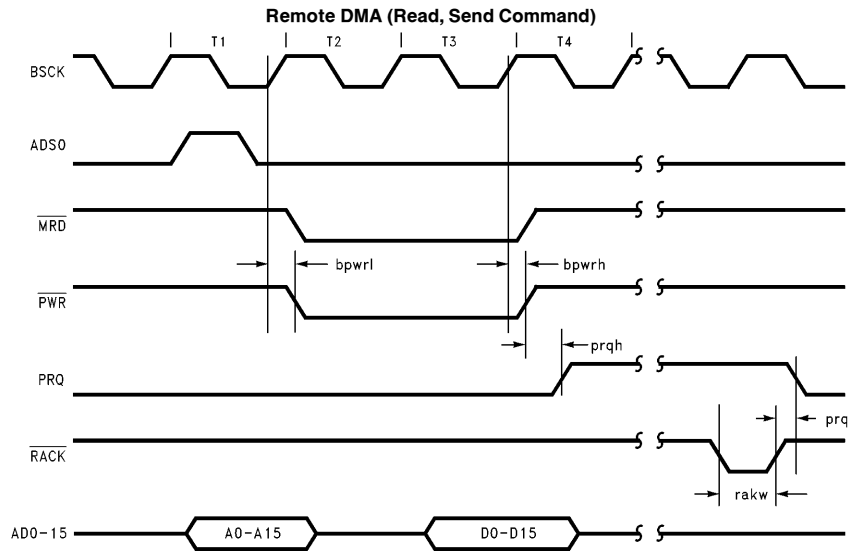 Remote DMA (Read, Send Command)
T1 T2 T3 T4
BSCK
ADS0
MRD
bpwrl bpwrh
PWR
prqh
PRQ
prq
RACK
rakw
AD0-15 A0-A15 D0-D15